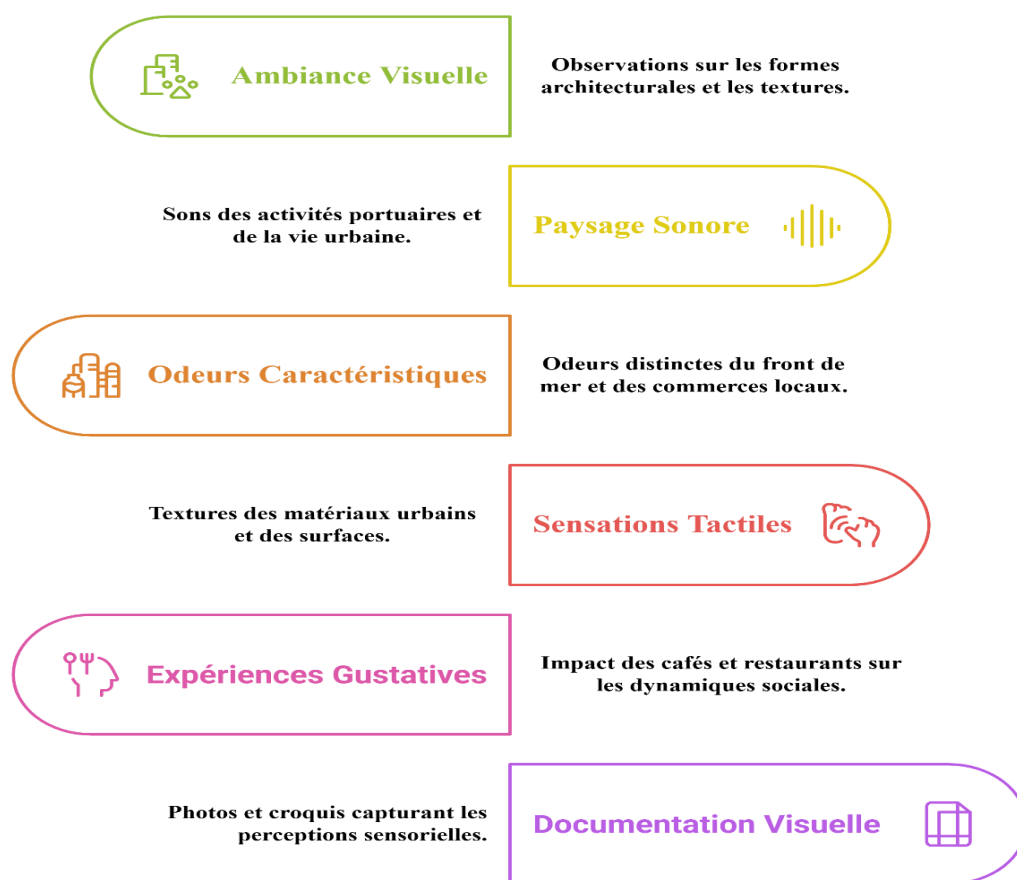 Ambiance Visuelle
Observations sur les formes
architecturales et les textures.
Sons des activités portuaires et
de la vie urbaine.
Paysage Sonore
Odeurs Caractéristiques
Odeurs distinctes du front de
mer et des commerces locaux.
Textures des matériaux urbains
et des surfaces.
Sensations Tactiles
Expériences Gustatives
Impact des cafés et restaurants sur
les dynamiques sociales.
Photos et croquis capturant les
perceptions sensorielles.
Documentation Visuelle